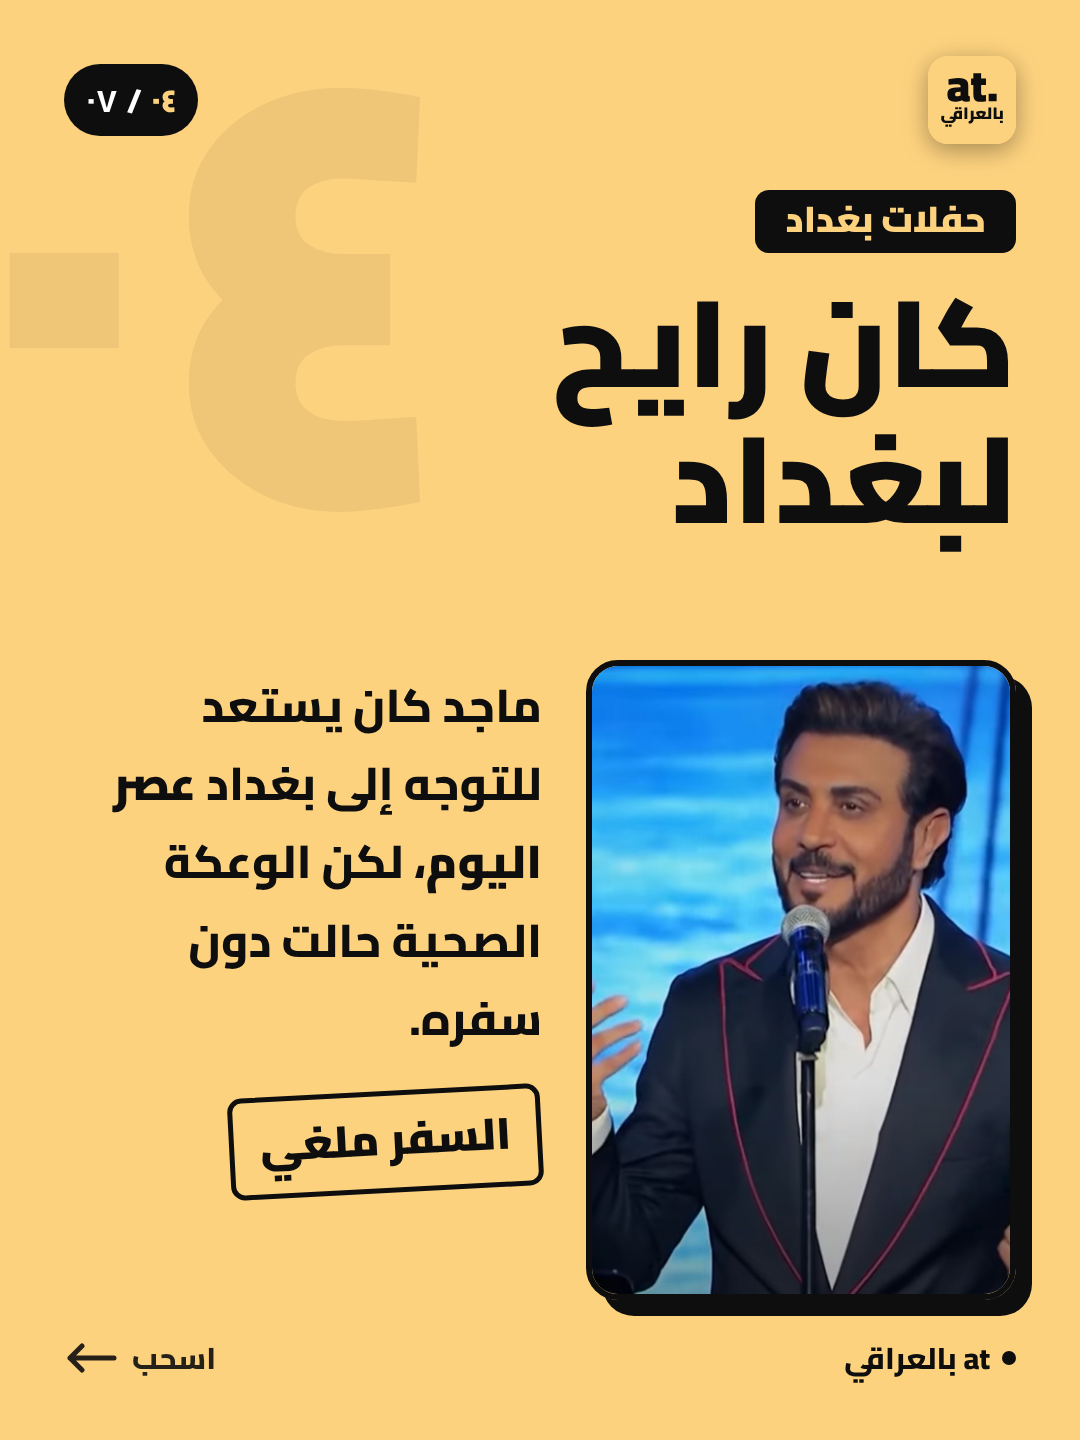 at.
بالعراقي
٠٤ / ٠٧
٠٤
حفلات بغداد
كان رايح
لبغداد
ماجد كان يستعد
للتوجه إلى بغداد عصر
اليوم، لكن الوعكة
الصحية حالت دون
سفره.
السفر ملغي
at بالعراقي
اسحب